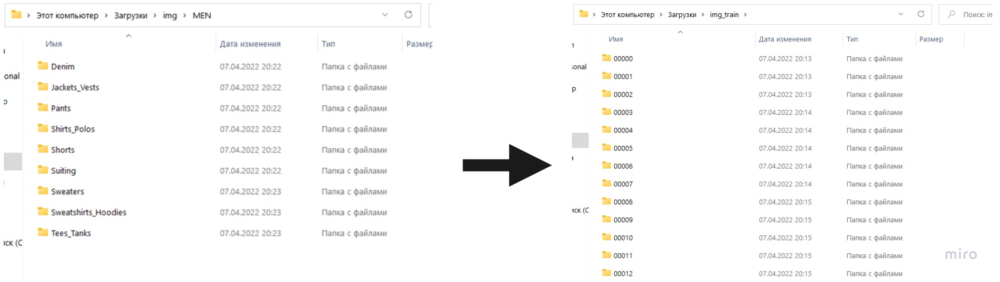 Этот компьютер › Загрузки › img › MEN
Имя Дата изменения Тип Размер
onal
р
иск (C
Denim 07.04.2022 20:22 Папка с файлами
Jackets_Vests 07.04.2022 20:22 Папка с файлами
Pants 07.04.2022 20:22 Папка с файлами
Shirts_Polos 07.04.2022 20:22 Папка с файлами
Shorts 07.04.2022 20:22 Папка с файлами
Suiting 07.04.2022 20:22 Папка с файлами
Sweaters 07.04.2022 20:23 Папка с файлами
Sweatshirts_Hoodies 07.04.2022 20:23 Папка с файлами
Tees_Tanks 07.04.2022 20:23 Папка с файлами
Этот компьютер › Загрузки › img_train ›
Поиск: im
Имя Дата изменения Тип Размер
sonal
р
я
иск (C
00000 07.04.2022 20:13 Папка с файлами
00001 07.04.2022 20:13 Папка с файлами
00002 07.04.2022 20:13 Папка с файлами
00003 07.04.2022 20:14 Папка с файлами
00004 07.04.2022 20:14 Папка с файлами
00005 07.04.2022 20:14 Папка с файлами
00006 07.04.2022 20:14 Папка с файлами
00007 07.04.2022 20:14 Папка с файлами
00008 07.04.2022 20:15 Папка с файлами
00009 07.04.2022 20:15 Папка с файлами
00010 07.04.2022 20:15 Папка с файлами
00011 07.04.2022 20:15 Папка с файлами
00012 07.04.2022 20:15 Папка с файлами
miro